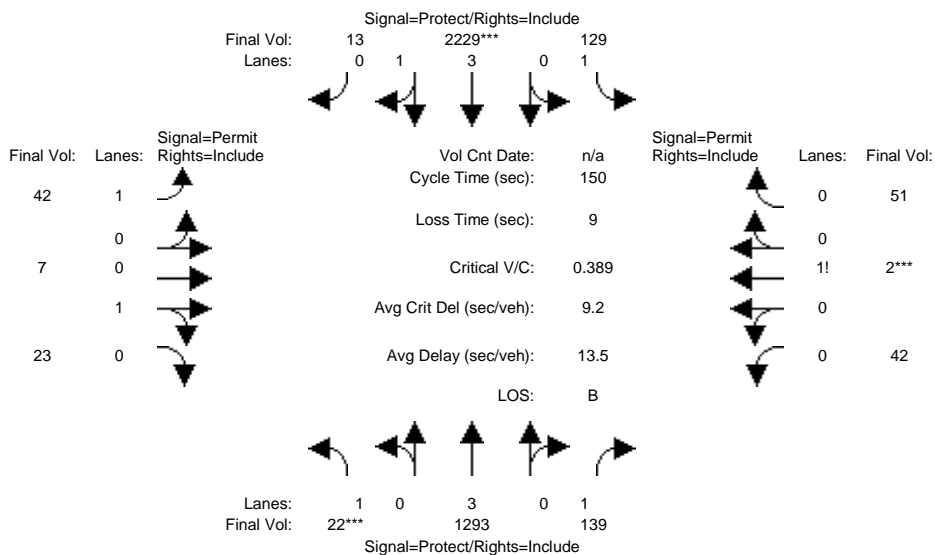 Signal=Protect/Rights=Include
Final Vol: 13 2229*** 129
Lanes: 0 1 3 0 1
Signal=Permit
Final Vol: Lanes: Rights=Include
Vol Cnt Date: n/a
Signal=Permit
Rights=Include Lanes: Final Vol:
Cycle Time (sec): 150
42 1
0 51
Loss Time (sec): 9
0
0
7 0
Critical V/C: 0.389
1! 2***
1
Avg Crit Del (sec/veh): 9.2
0
23 0
Avg Delay (sec/veh): 13.5
0 42
LOS: B
Lanes: 1 0 3 0 1
Final Vol: 22*** 1293 139
Signal=Protect/Rights=Include